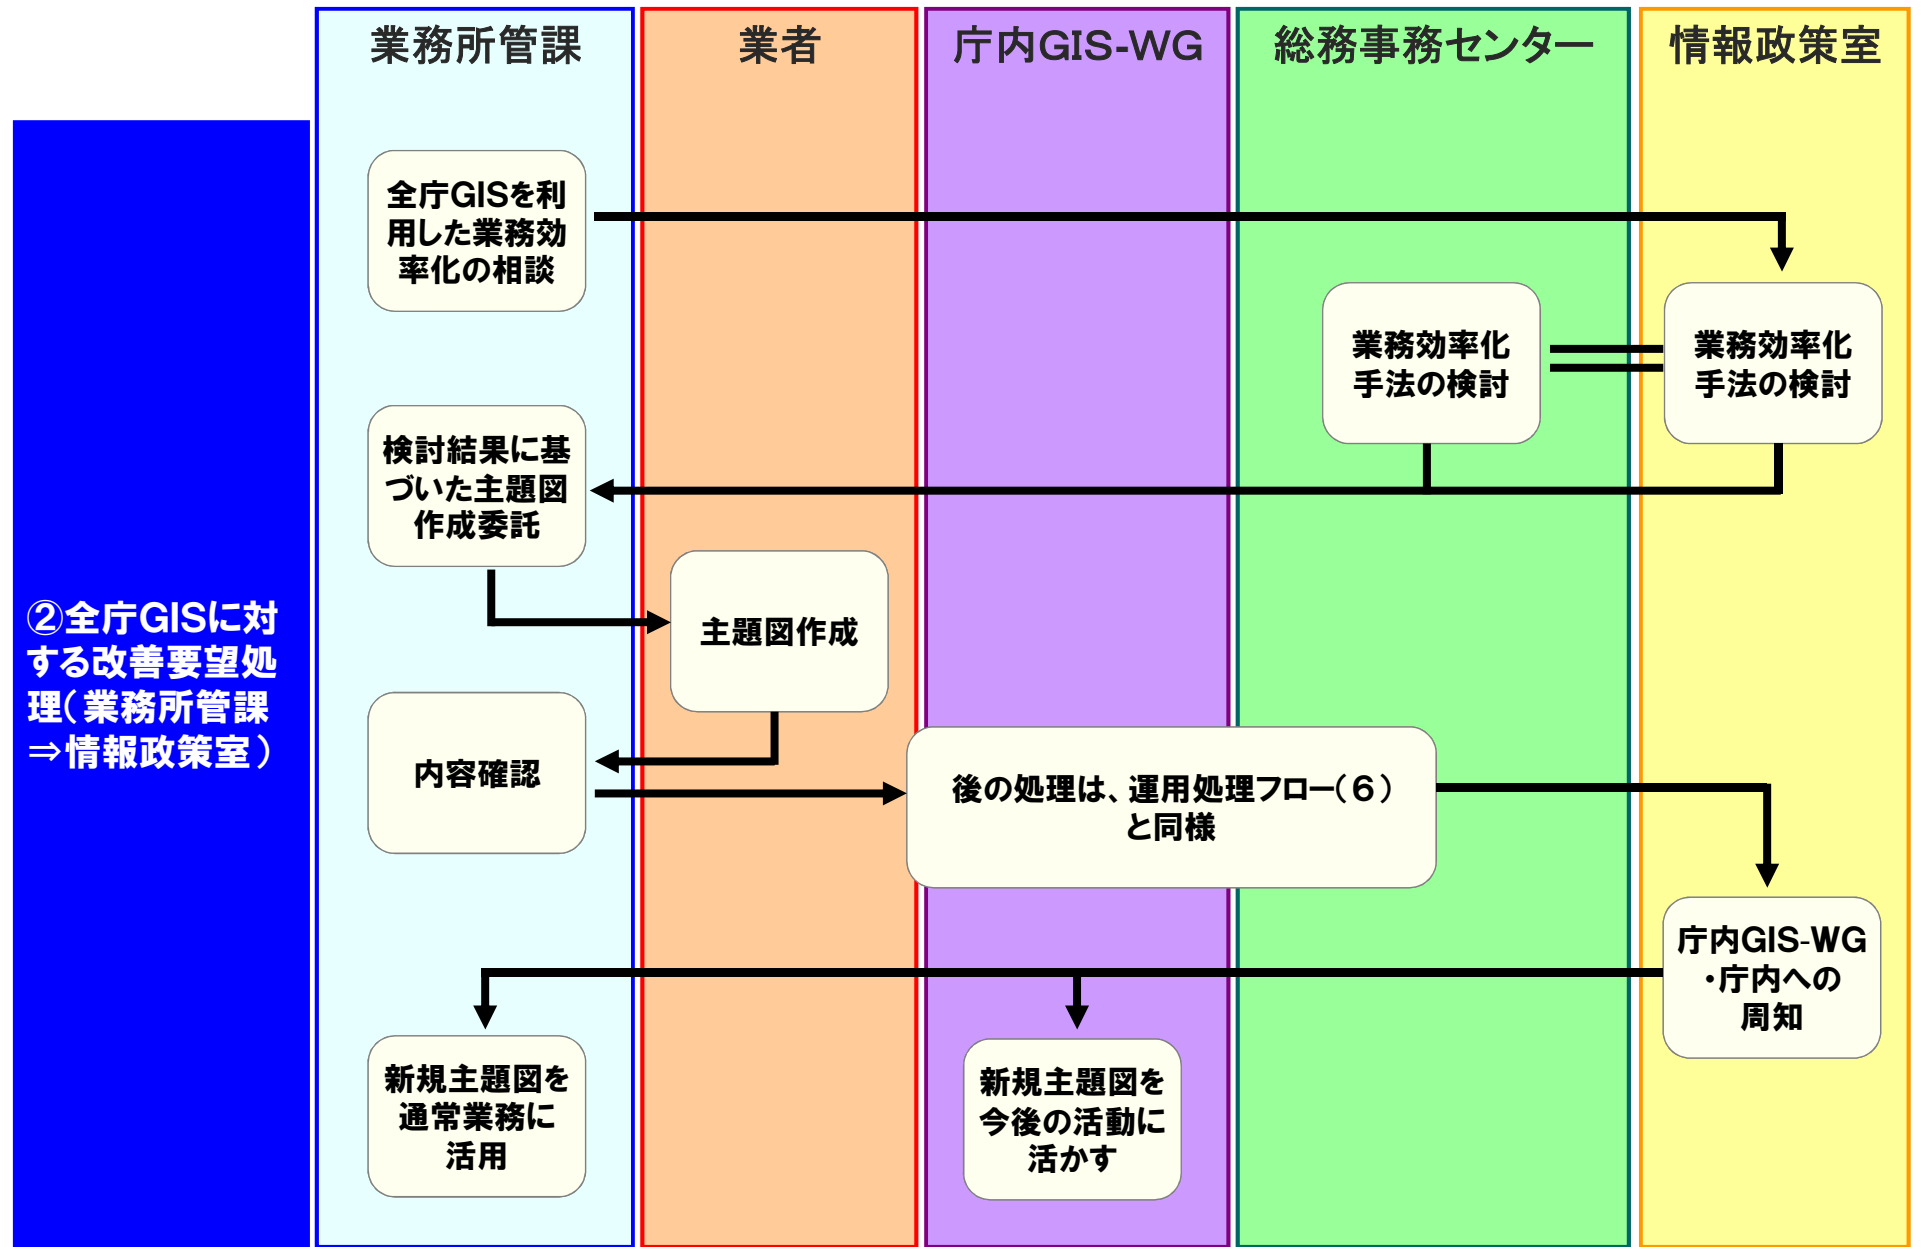 業務所管課
業者
庁内GIS-WG
総務事務センター
情報政策室
②全庁GISに対
する改善要望処
理(業務所管課
⇒情報政策室)
全庁GISを利
用した業務効
率化の相談
業務効率化
手法の検討
業務効率化
手法の検討
検討結果に基
づいた主題図
作成委託
主題図作成
内容確認
後の処理は、運用処理フロー(6)
と同様
庁内GIS-WG
・庁内への
周知
新規主題図を
通常業務に
活用
新規主題図を
今後の活動に
活かす